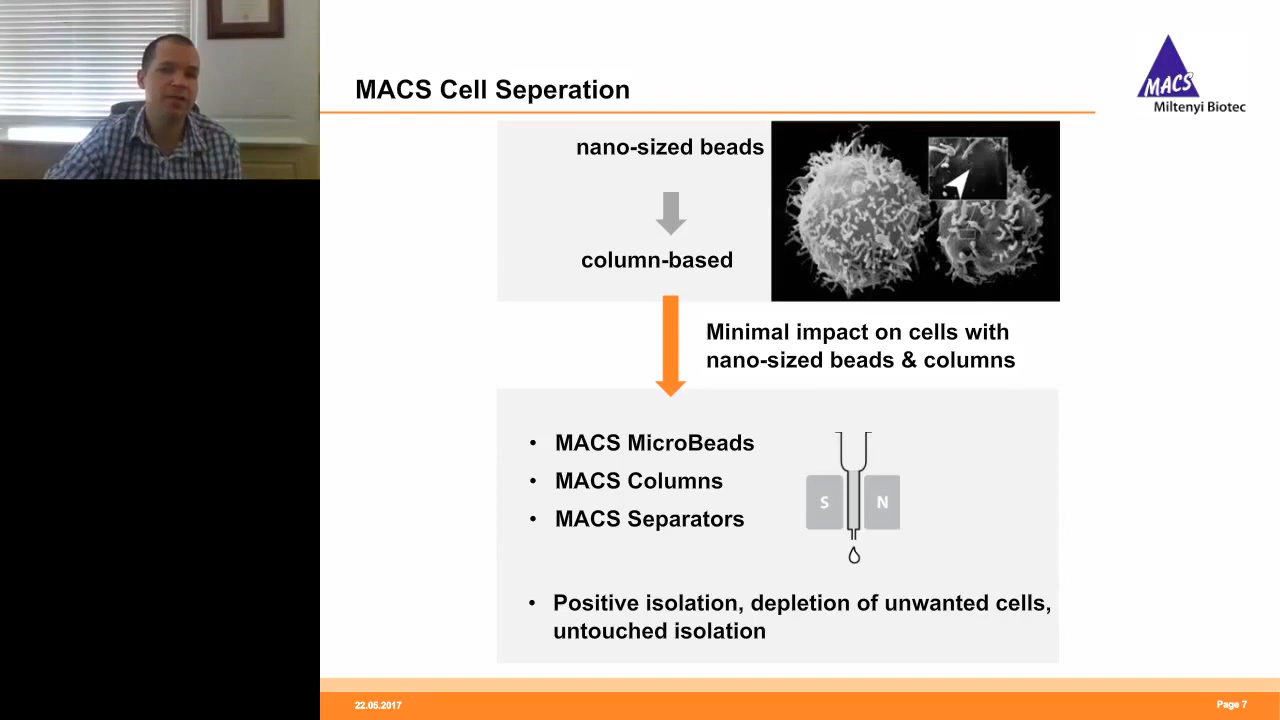 MACS Cell Seperation
MACS
Miltenyi Biotec
nano-sized beads
column-based
Minimal impact on cells with
nano-sized beads & columns
• MACS MicroBeads
• MACS Columns
• MACS Separators
S N
• Positive isolation, depletion of unwanted cells,
untouched isolation
22.05.2017
Page 7